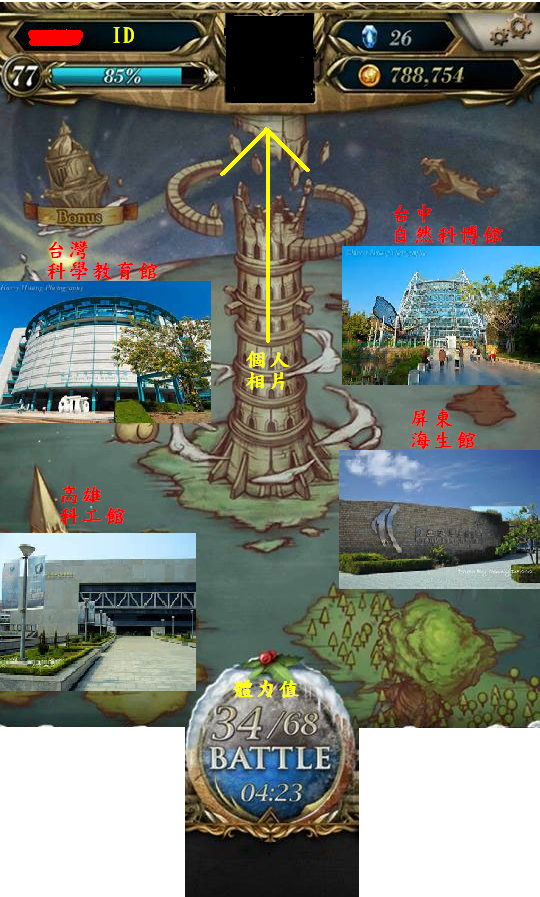 ID
26
77
85%
788,754
Bonus
台中
自然科博館
台灣
科學教育館
個人
相片
屏東
海生館
高雄
科工館
體力值
34/68
BATTLE
04:23